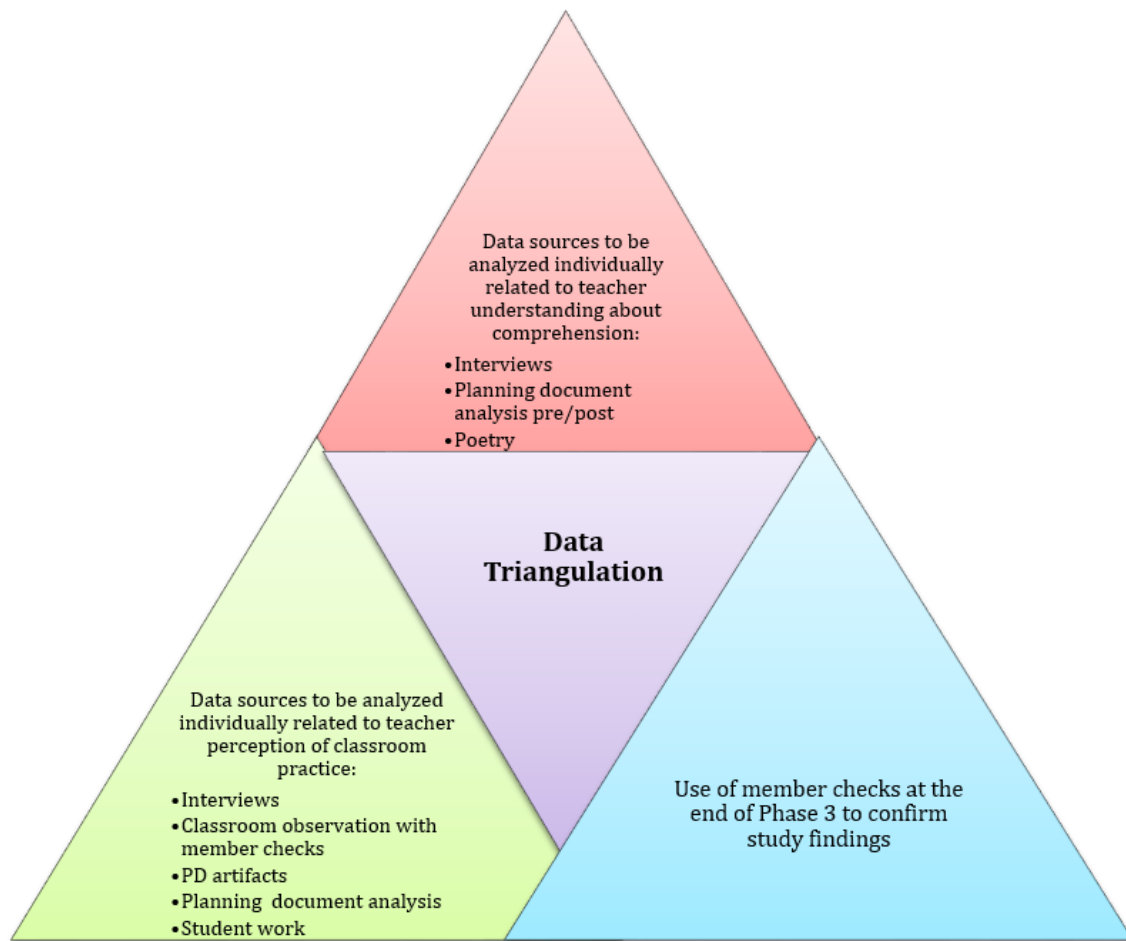 Data sources to be
analyzed individually
related to teacher
understanding about
comprehension:
•Interviews
•Planning document
analysis pre/post
•Poetry
Data
Triangulation
Data sources to be analyzed
individually related to teacher
perception of classroom
practice:
•Interviews
•Classroom observation with
member checks
•PD artifacts
•Planning document analysis
•Student work
Use of member checks at the
end of Phase 3 to confirm
study findings